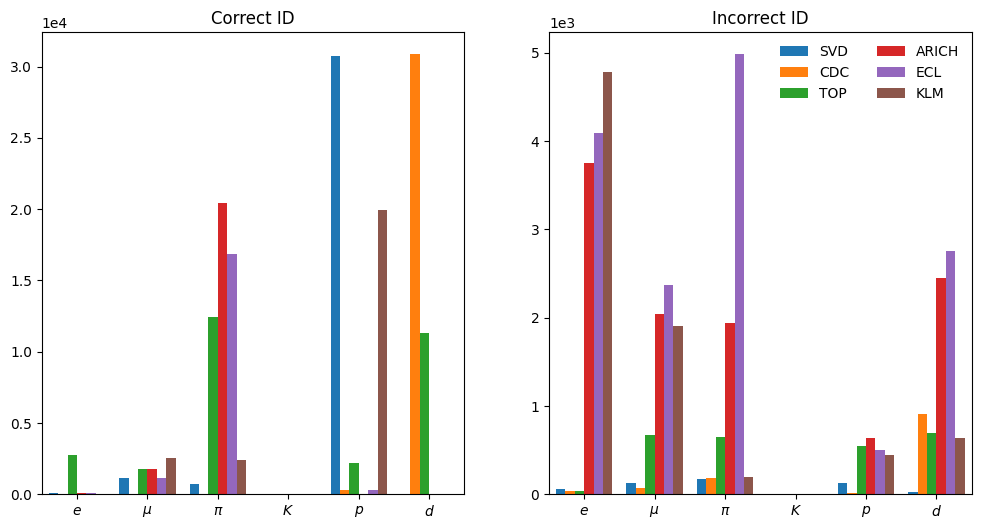 Correct ID
1e4
3.0
2.5
2.0
1.5
1.0
0.5
0.0
e μ π K p d
Incorrect ID
1e3
5
4
3
2
1
0
e μ π K p d
SVD
CDC
TOP
ARICH
ECL
KLM